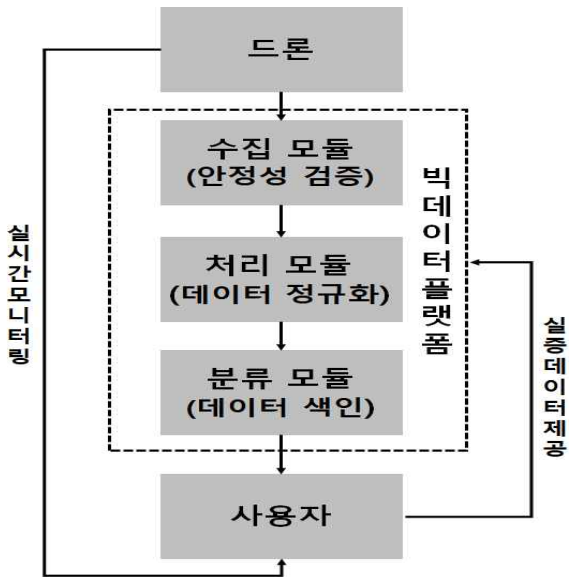 드론
수집 모듈
(안정성 검증)
처리 모듈
(데이터 정규화)
분류 모듈
(데이터 색인)
빅데이터플랫폼
사용자
실시간모니터링
실증데이터제공